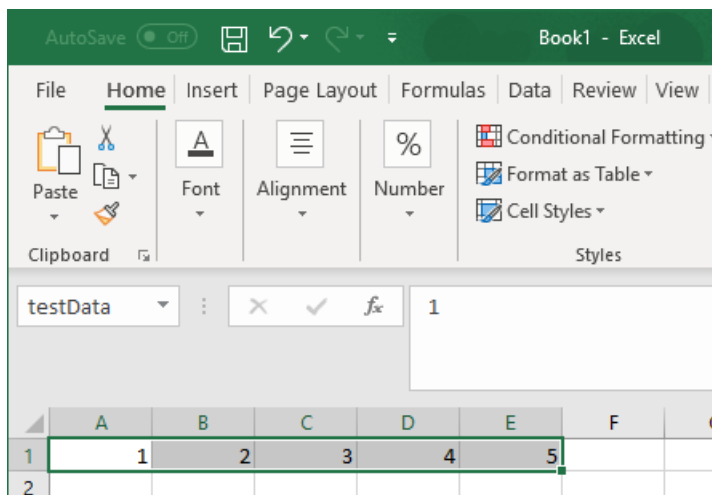 AutoSave Off Book1 - Excel
File Home Insert Page Layout Formulas Data Review View
Paste
Font
Alignment
Number
Conditional Formatting
Format as Table
Cell Styles
Clipboard
Styles
testData fx 1
A B C D E F
1 1 2 3 4 5
2